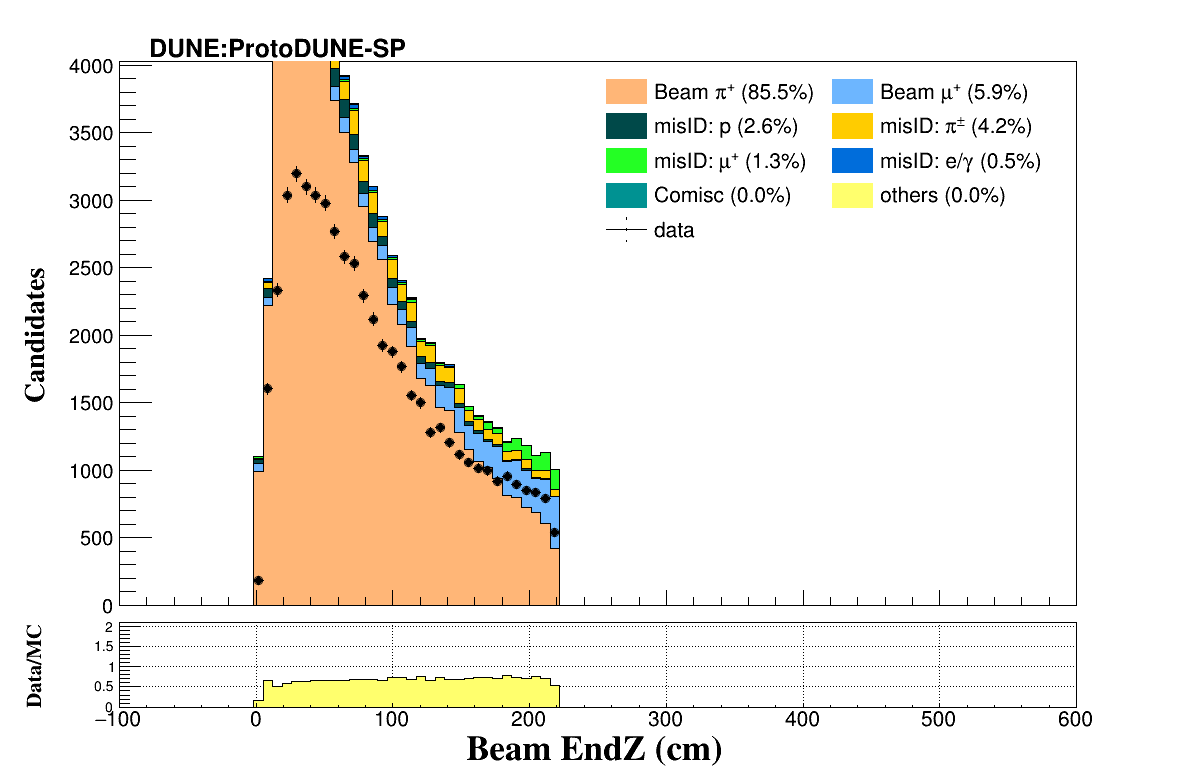 DUNE:ProtoDUNE-SP
4000
3500
3000
2500
2000
1500
1000
500
0
Candidates
Beam π⁺ (85.5%)
Beam μ⁺ (5.9%)
misID: p (2.6%)
misID: π± (4.2%)
misID: μ⁺ (1.3%)
misID: e/γ (0.5%)
Comisc (0.0%)
others (0.0%)
data
2
1.5
1
0.5
0
Data/MC
−100 0 100 200 300 400 500 600
Beam EndZ (cm)